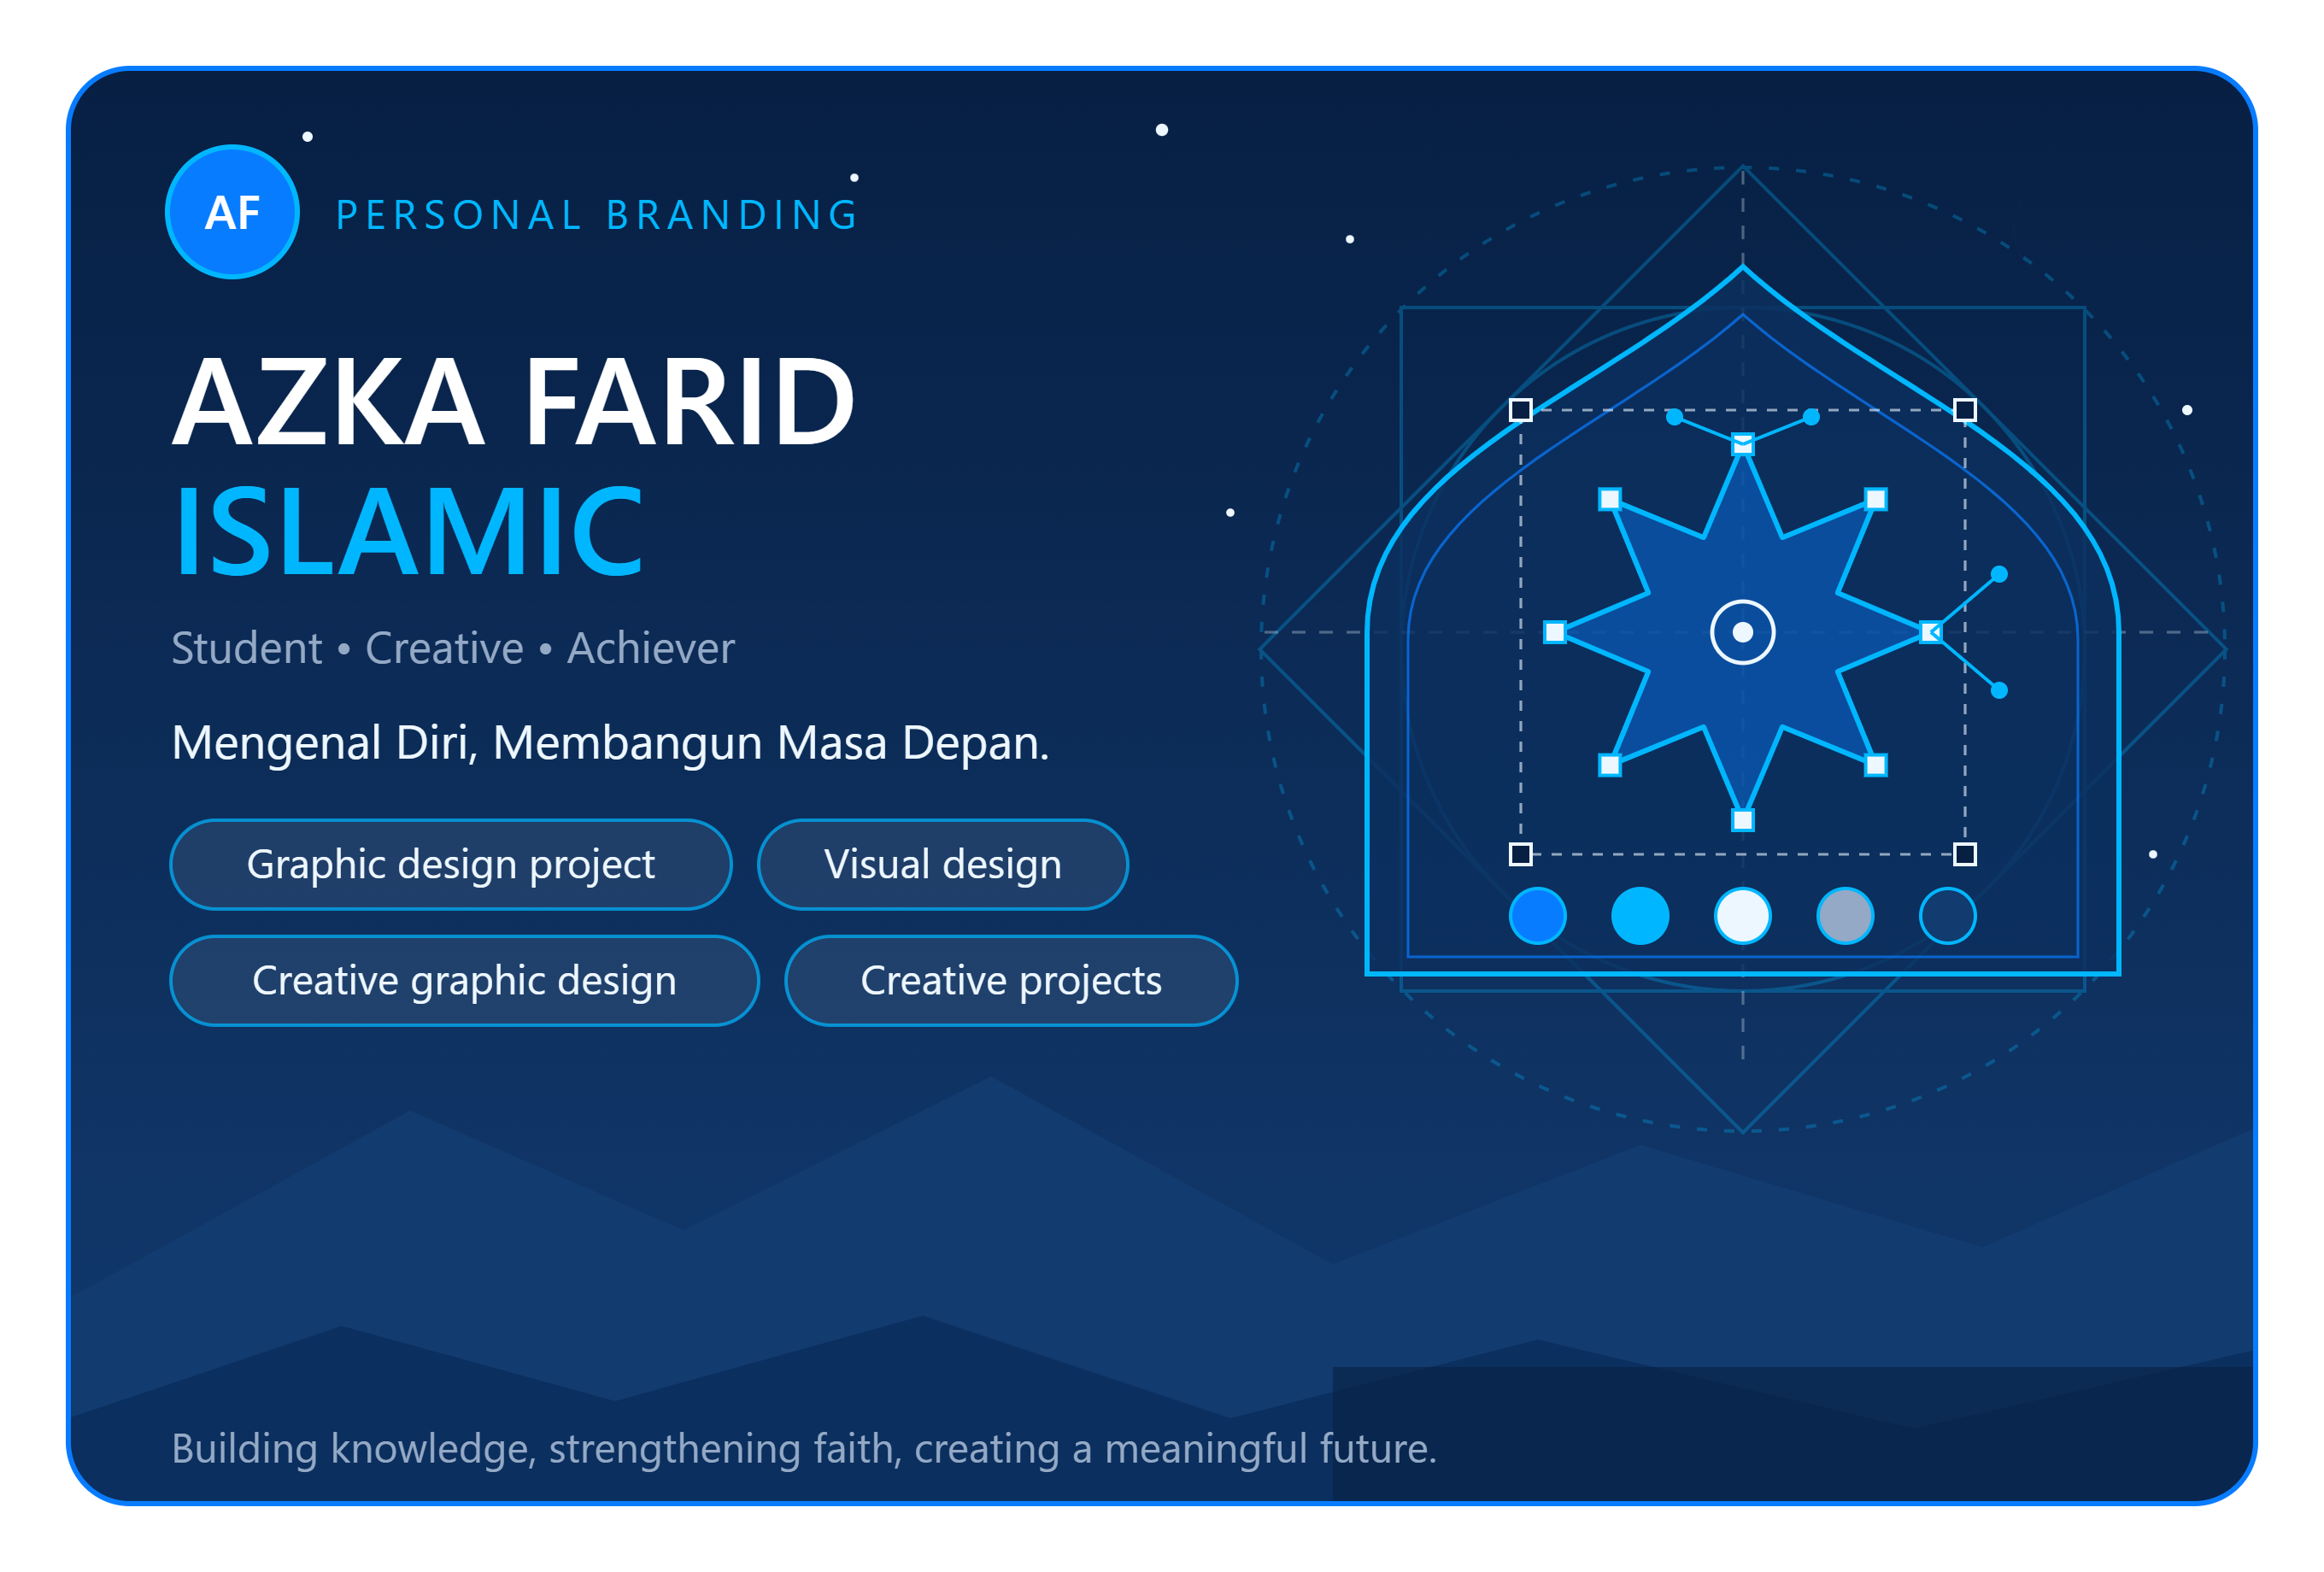 AF
PERSONAL BRANDING
AZKA FARID
ISLAMIC
Student • Creative • Achiever
Mengenal Diri, Membangun Masa Depan.
Graphic design project
Visual design
Creative graphic design
Creative projects
Building knowledge, strengthening faith, creating a meaningful future.